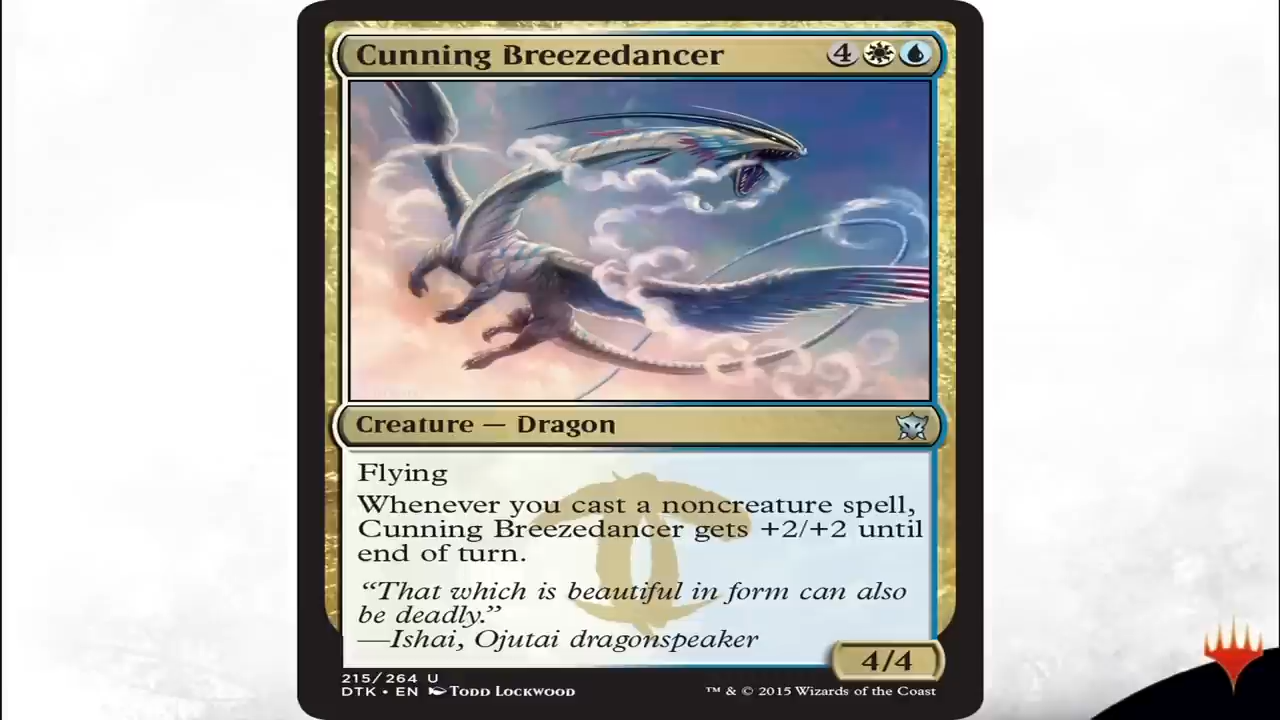 Cunning Breezedancer 4
Creature — Dragon
Flying
Whenever you cast a noncreature spell,
Cunning Breezedancer gets +2/+2 until
end of turn.
“That which is beautiful in form can also
be deadly.”
—Ishai, Ojutai dragonspeaker
4/4
215/264 U
DTK • EN Todd Lockwood
™ & © 2015 Wizards of the Coast